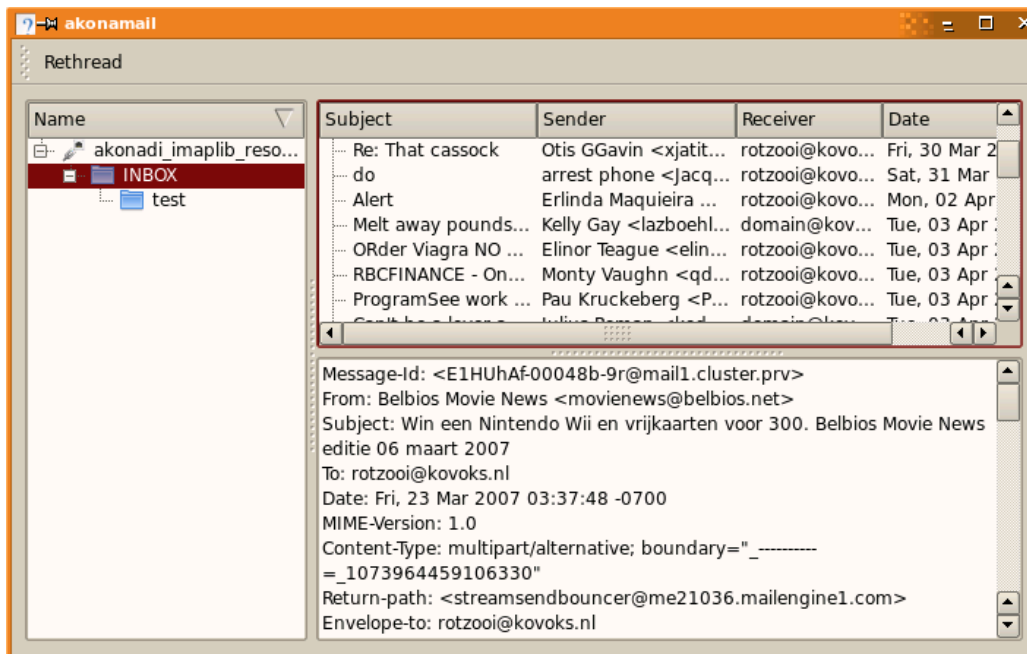 akonamail
Rethread
Name
akonadi_imaplib_reso...
INBOX
test
Subject Sender Receiver Date
Re: That cassock Otis GGavin <xjatit... rotzooi@kovo... Fri, 30 Mar 2
do arrest phone <Jacq... rotzooi@kovo... Sat, 31 Mar
Alert Erlinda Maquieira ... rotzooi@kovo... Mon, 02 Apr
Melt away pounds... Kelly Gay <lazboehl... domain@kov... Tue, 03 Apr
ORder Viagra NO ... Elinor Teague <elin... rotzooi@kovo... Tue, 03 Apr
RBCFINANCE - On... Monty Vaughn <qd... rotzooi@kovo... Tue, 03 Apr
ProgramSee work ... Pau Kruckeberg <P... rotzooi@kovo... Tue, 03 Apr
Message-Id: <E1HUhAf-00048b-9r@mail1.cluster.prv>
From: Belbios Movie News <movienews@belbios.net>
Subject: Win een Nintendo Wii en vrijkaarten voor 300. Belbios Movie News
editie 06 maart 2007
To: rotzooi@kovoks.nl
Date: Fri, 23 Mar 2007 03:37:48 -0700
MIME-Version: 1.0
Content-Type: multipart/alternative; boundary="_----------
=_1073964459106330"
Return-path: <streamsendbouncer@me21036.mailengine1.com>
Envelope-to: rotzooi@kovoks.nl